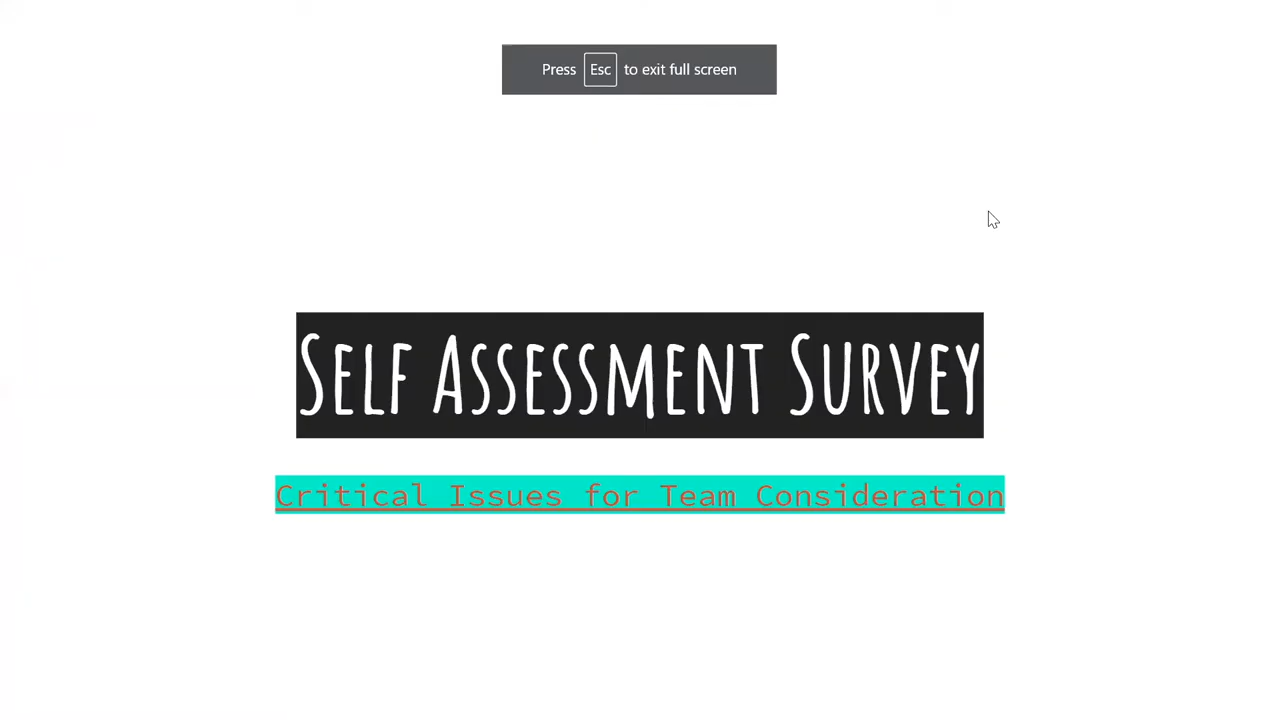 Press Esc to exit full screen
Self Assessment Survey
Critical Issues for Team Consideration